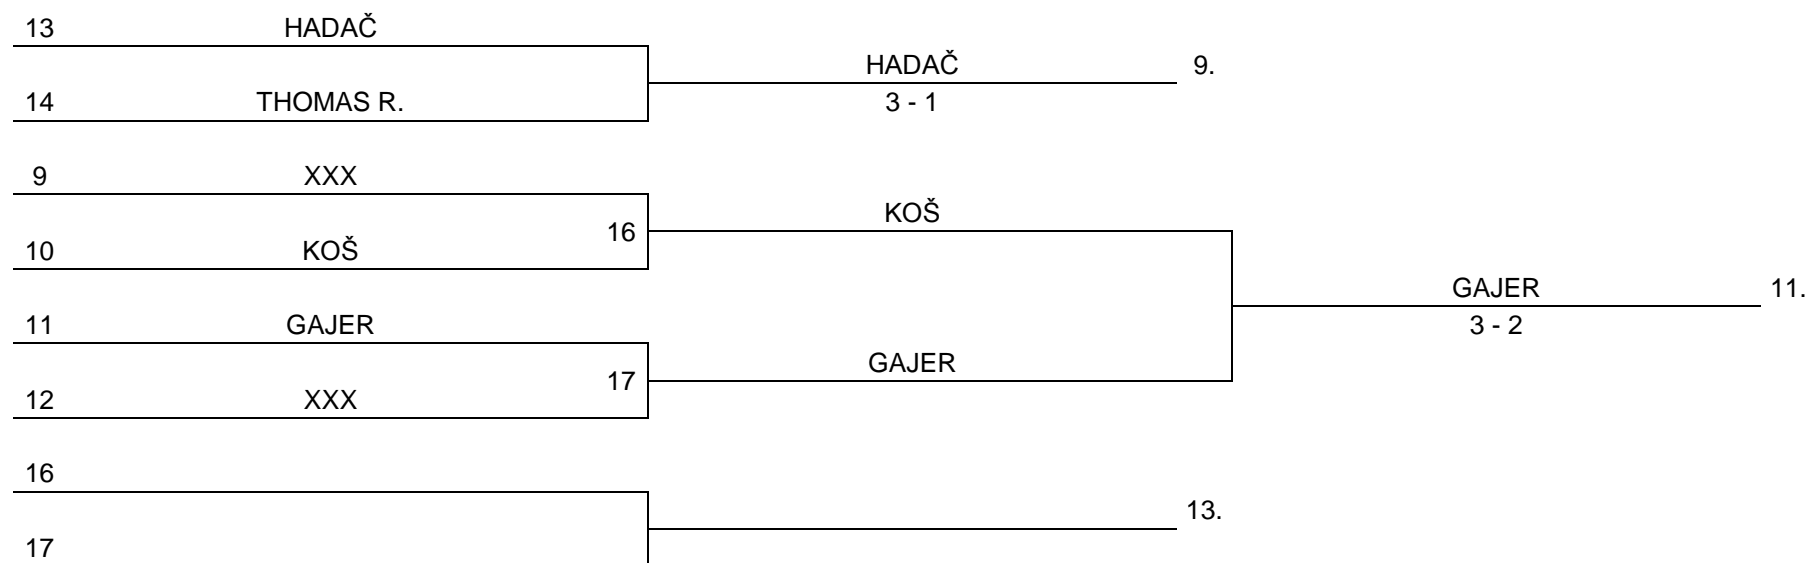 13 HADAČ
HADAČ 9.
14 THOMAS R. 3 - 1
9 XXX
KOŠ
16
10 KOŠ
GAJER 11.
11 GAJER 3 - 2
GAJER
17
12 XXX
16
13.
17